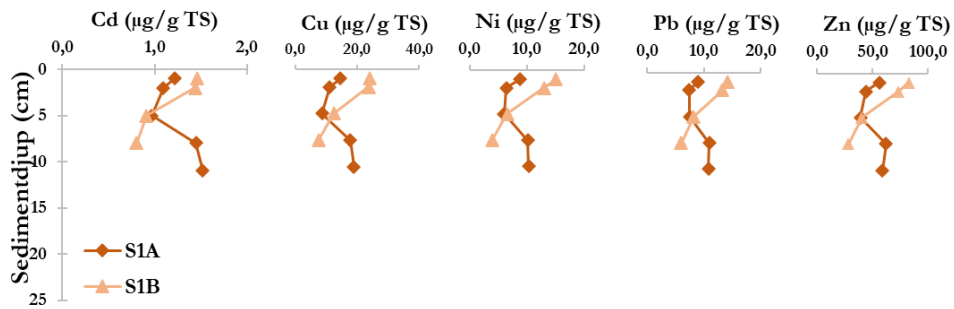 Cd (µg/g TS)
0,0 1,0 2,0
Cu (µg/g TS)
0,0 20,0 40,0
Ni (µg/g TS)
0,0 10,0 20,0
Pb (µg/g TS)
0,0 10,0 20,0
Zn (µg/g TS)
0,0 50,0 100,0
Sedimentdjup (cm)
0
5
10
15
20
25
S1A
S1B